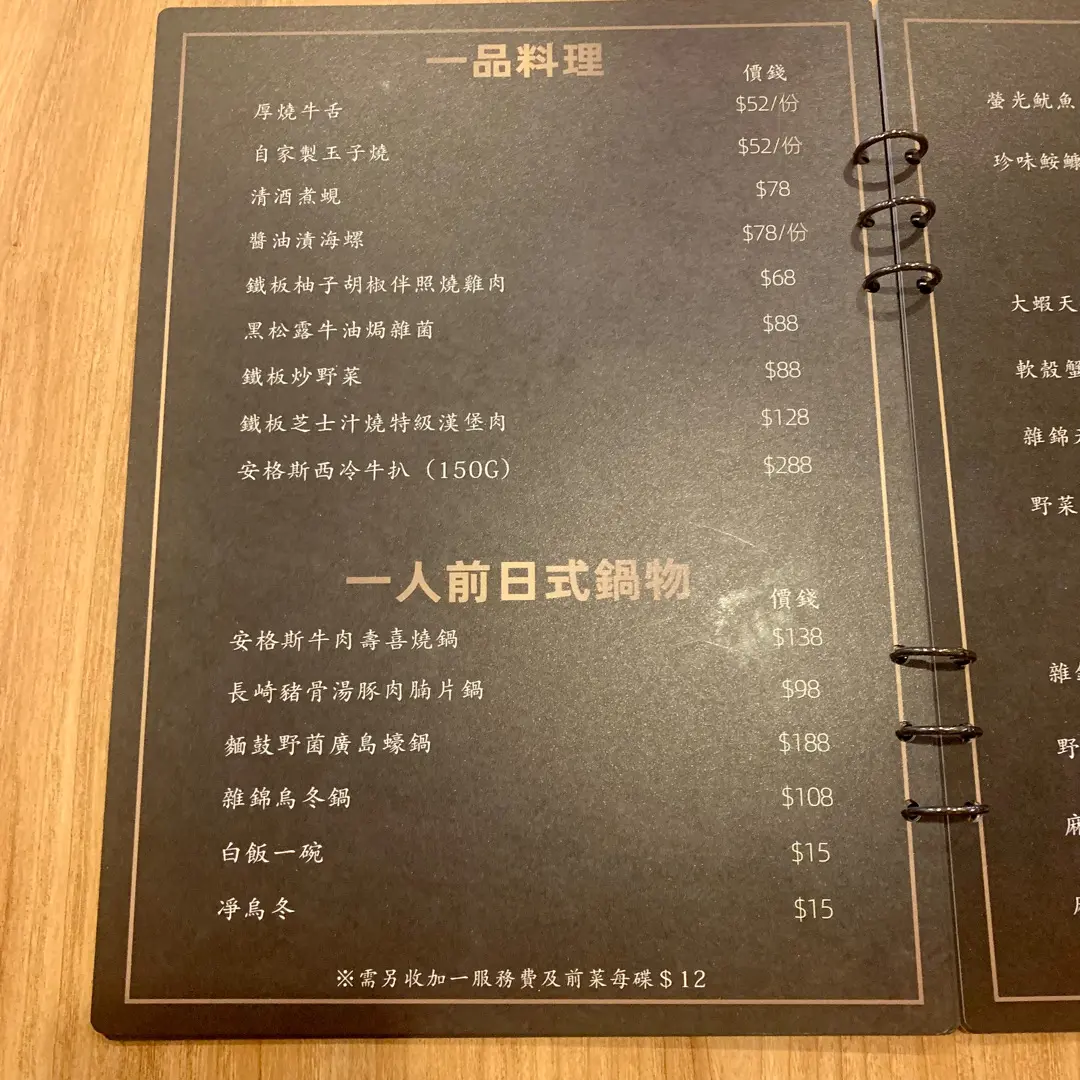 一品料理
價錢
厚燒牛舌 $52/份
自家製玉子燒 $52/份
清酒煮蜆 $78
醬油漬海螺 $78/份
鐵板柚子胡椒伴照燒雞肉 $68
黑松露牛油焗雜菌 $88
鐵板炒野菜 $88
鐵板芝士汁燒特級漢堡肉 $128
安格斯西冷牛扒（150G） $288
一人前日式鍋物
價錢
安格斯牛肉壽喜燒鍋 $138
長崎豬骨湯豚肉腩片鍋 $98
麵鼓野菌廣島蠔鍋 $188
雜錦烏冬鍋 $108
白飯一碗 $15
凈烏冬 $15
※需另收加一服務費及前菜每碟＄12
螢光魷魚
珍味鮟鱇
大蝦天
軟殼蟹
雜錦
野菜
雜
野